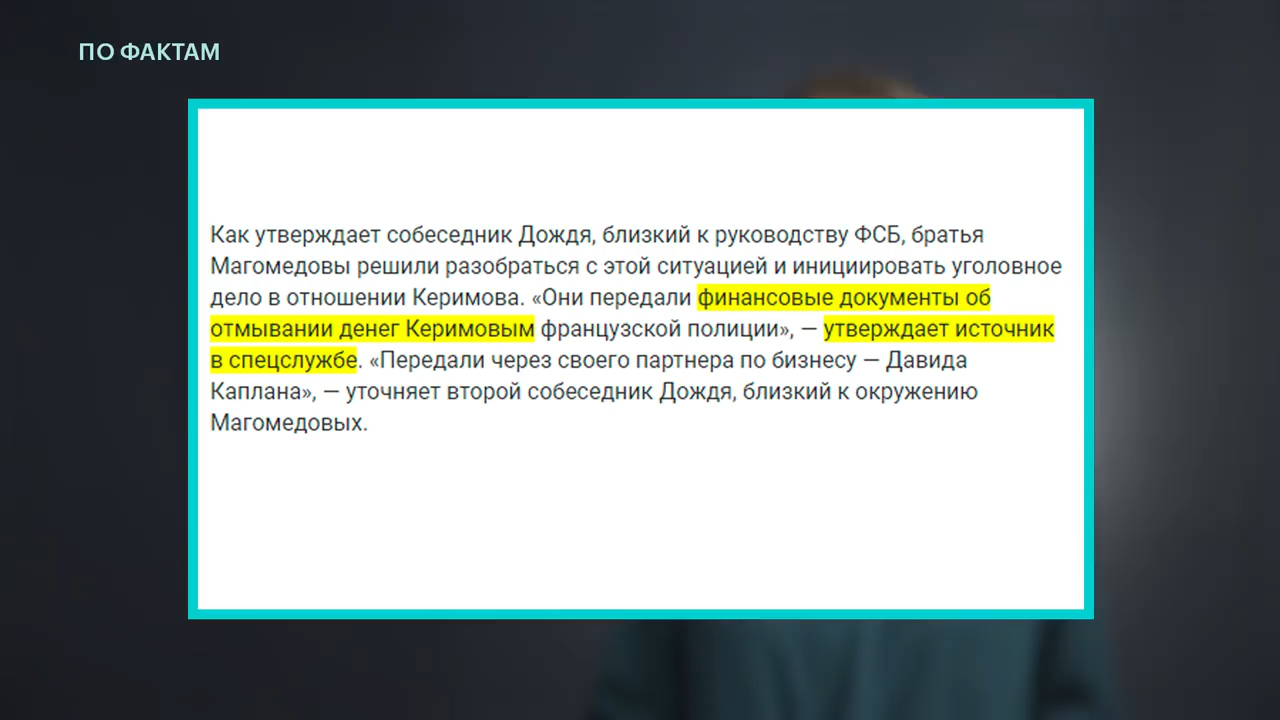 ПО ФАКТАМ
Как утверждает собеседник Дождя, близкий к руководству ФСБ, братья
Магомедовы решили разобраться с этой ситуацией и инициировать уголовное
дело в отношении Керимова. «Они передали финансовые документы об
отмывании денег Керимовым французской полиции», — утверждает источник
в спецслужбе. «Передали через своего партнера по бизнесу — Давида
Каплана», — уточняет второй собеседник Дождя, близкий к окружению
Магомедовых.